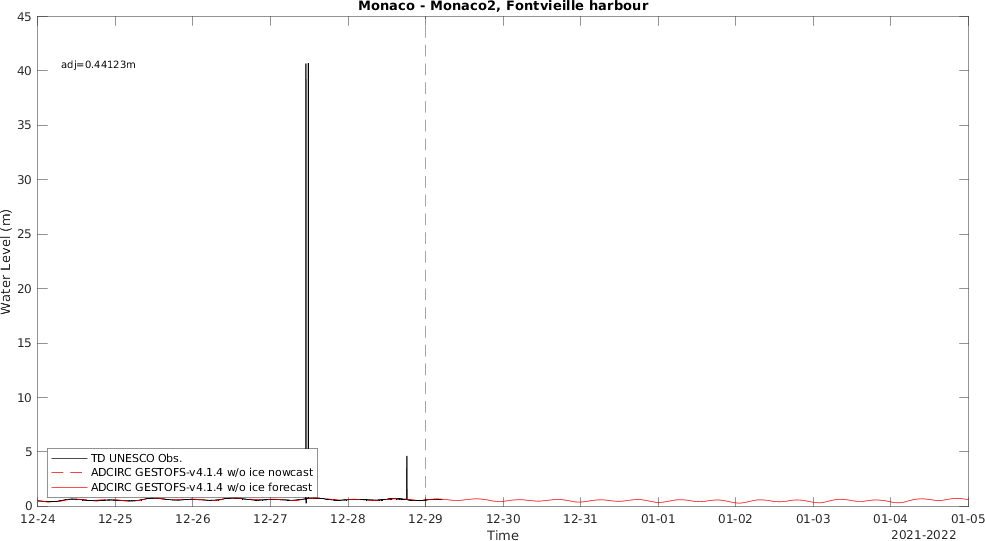 Monaco - Monaco2, Fontvieille harbour
45
adj=0.44123m
40
35
30
25
20
15
10
5
0
Water Level (m)
TD UNESCO Obs.
ADCIRC GESTOFS-v4.1.4 w/o ice nowcast
ADCIRC GESTOFS-v4.1.4 w/o ice forecast
12-24 12-25 12-26 12-27 12-28 12-29 12-30 12-31 01-01 01-02 01-03 01-04 01-05
Time
2021-2022